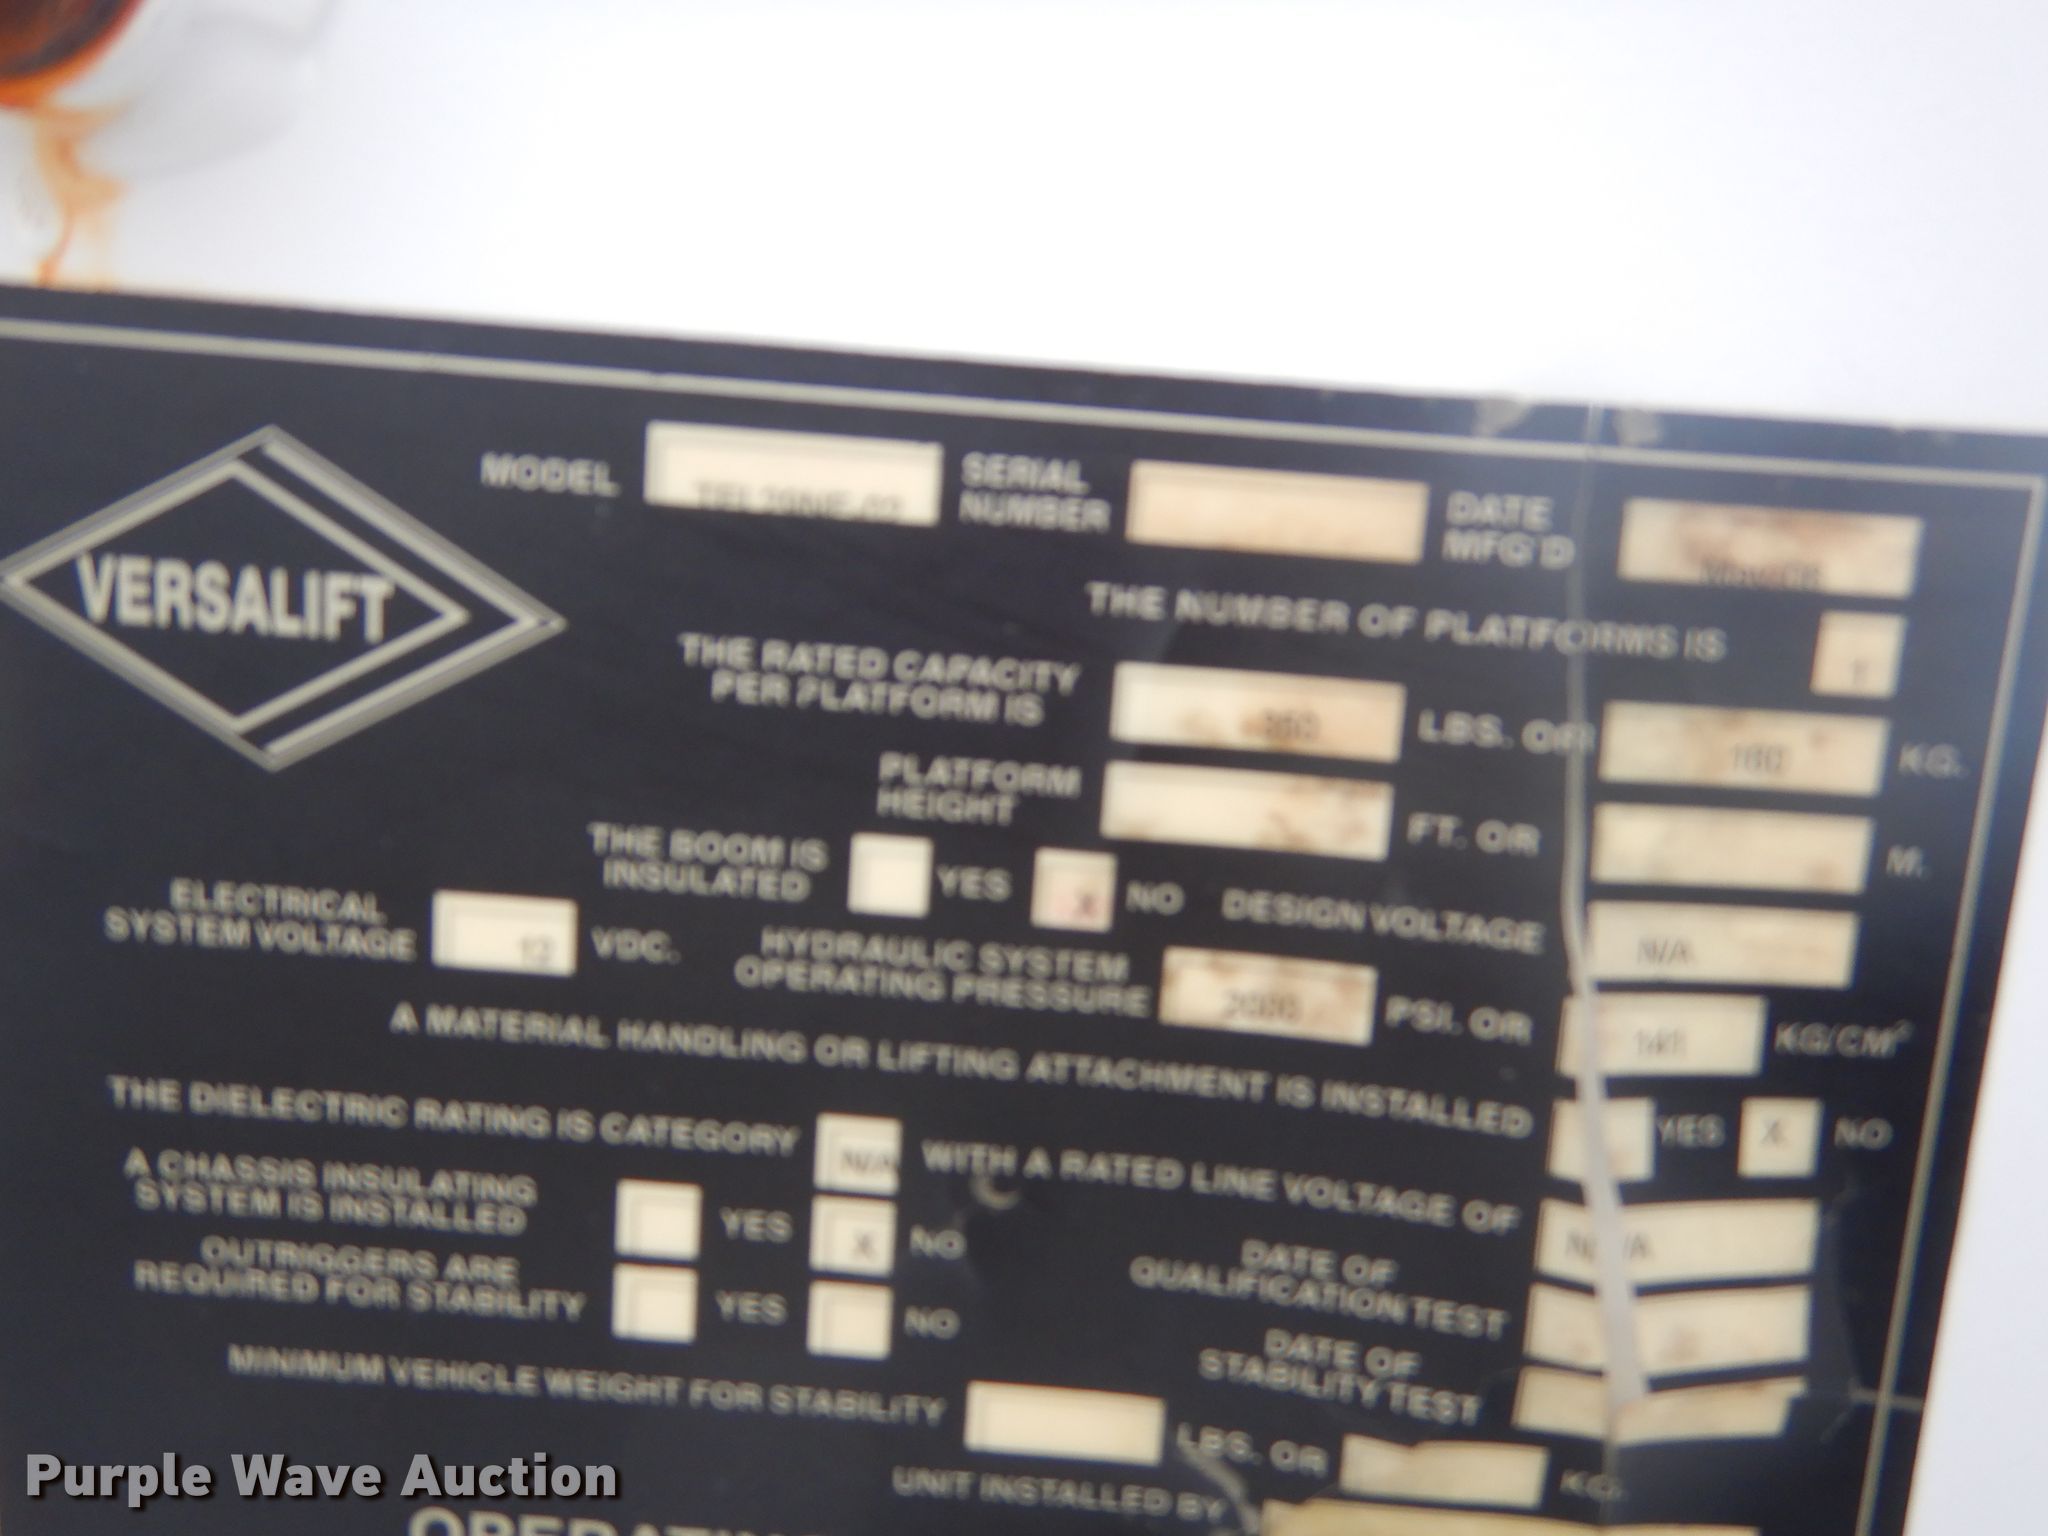 VERSALIFT
MODEL
SERIAL NUMBER
DATE MFG'D
THE NUMBER OF PLATFORMS IS 1
THE RATED CAPACITY PER PLATFORM IS 350 LBS. OR 160 KG.
PLATFORM HEIGHT FT. OR M.
THE BOOM IS INSULATED YES X NO DESIGN VOLTAGE N/A
ELECTRICAL SYSTEM VOLTAGE 12 VDC. HYDRAULIC SYSTEM OPERATING PRESSURE 2000 PSI. OR 141 KG/CM²
A MATERIAL HANDLING OR LIFTING ATTACHMENT IS INSTALLED YES X NO
THE DIELECTRIC RATING IS CATEGORY N/A WITH A RATED LINE VOLTAGE OF N/A
A CHASSIS INSULATING SYSTEM IS INSTALLED YES X NO
DATE OF QUALIFICATION TEST
OUTRIGGERS ARE REQUIRED FOR STABILITY YES NO
DATE OF STABILITY TEST
MINIMUM VEHICLE WEIGHT FOR STABILITY LBS. OR KG.
UNIT INSTALLED BY
Purple Wave Auction